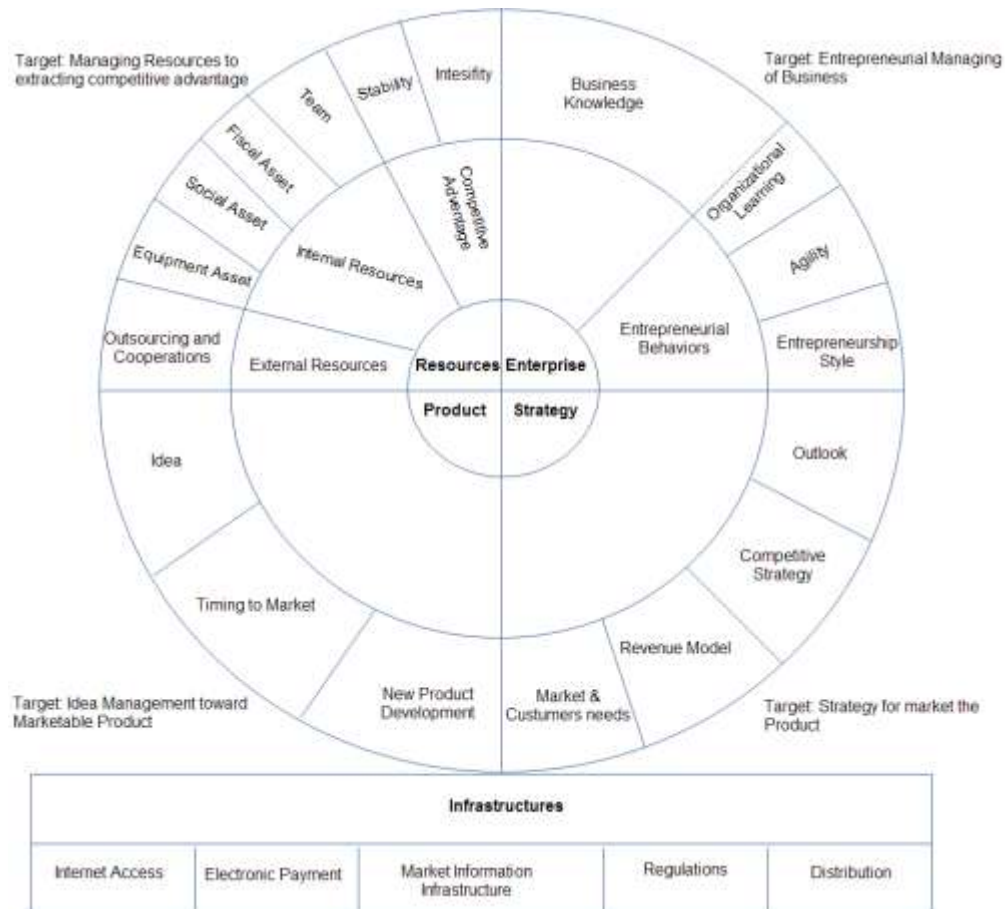 Target: Managing Resources to
extracting competitive advantage
Target: Entrepreneurial Managing
of Business
Team
Stability
Intesifity
Business
Knowledge
Fiscal Asset
Social Asset
Equipment Asset
Outsourcing and
Cooperations
Internal Resources
Competitive
Advantage
External Resources
Organizational
Learning
Agility
Entrepreneurship
Style
Entrepreneurial
Behaviors
Resources
Enterprise
Product
Strategy
Idea
Timing to Market
New Product
Development
Outlook
Competitive
Strategy
Revenue Model
Market &
Custumers needs
Target: Idea Management toward
Marketable Product
Target: Strategy for market the
Product
Infrastructures
Internet Access
Electronic Payment
Market Information
Infrastructure
Regulations
Distribution